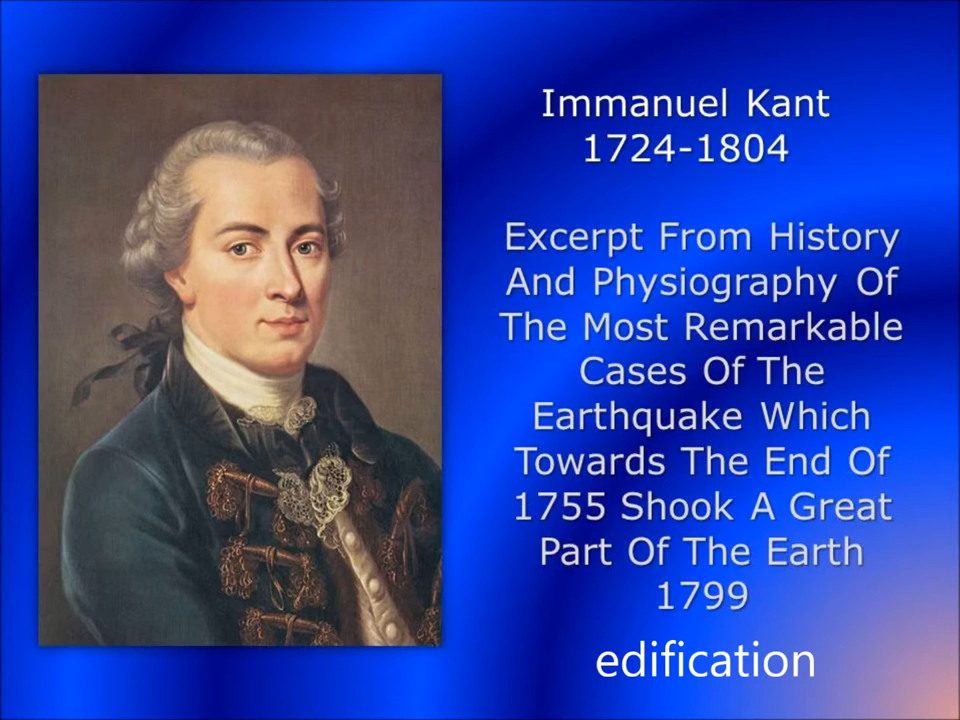 Immanuel Kant
1724-1804
Excerpt From History
And Physiography Of
The Most Remarkable
Cases Of The
Earthquake Which
Towards The End Of
1755 Shook A Great
Part Of The Earth
1799
edification